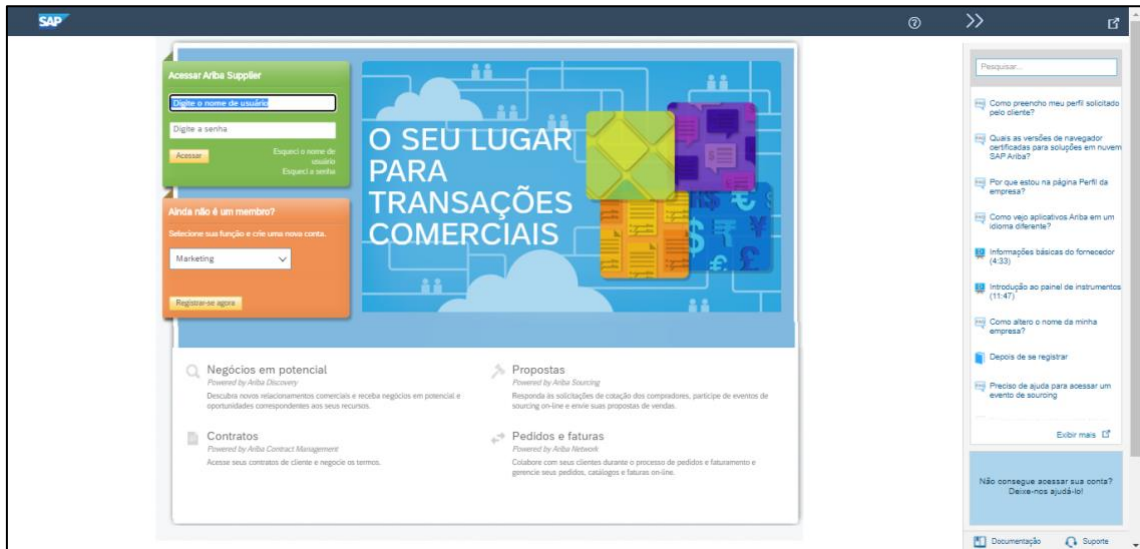 SAP
Acessar Ariba Supplier
Digite o nome de usuário
Digite a senha
Acessar
Esqueci o nome de
usuário
Esqueci a senha
Ainda não é um membro?
Selecione sua função e crie uma nova conta.
Marketing
Registrar-se agora
O SEU LUGAR
PARA
TRANSAÇÕES
COMERCIAIS
Negócios em potencial
Powered by Ariba Discovery
Descubra novos relacionamentos comerciais e receba negócios em potencial e
oportunidades correspondentes aos seus recursos.
Propostas
Powered by Ariba Sourcing
Responda às solicitações de cotação dos compradores, participe de eventos de
sourcing on-line e envie suas propostas de vendas.
Contratos
Powered by Ariba Contract Management
Acesse seus contratos de cliente e negocie os termos.
Pedidos e faturas
Powered by Ariba Network
Colabore com seus clientes durante o processo de pedidos e faturamento e
gerencie seus pedidos, catálogos e faturas on-line.
Pesquisar...
Como preencho meu perfil solicitado
pelo cliente?
Quais as versões de navegador
certificadas para soluções em nuvem
SAP Ariba?
Por que estou na página Perfil da
empresa?
Como vejo aplicativos Ariba em um
idioma diferente?
Informações básicas do fornecedor
(4:33)
Introdução ao painel de instrumentos
(11:47)
Como altero o nome da minha
empresa?
Depois de se registrar
Preciso de ajuda para acessar um
evento de sourcing
Exibir mais
Não consegue acessar sua conta?
Deixe-nos ajudá-lo!
Documentação
Suporte